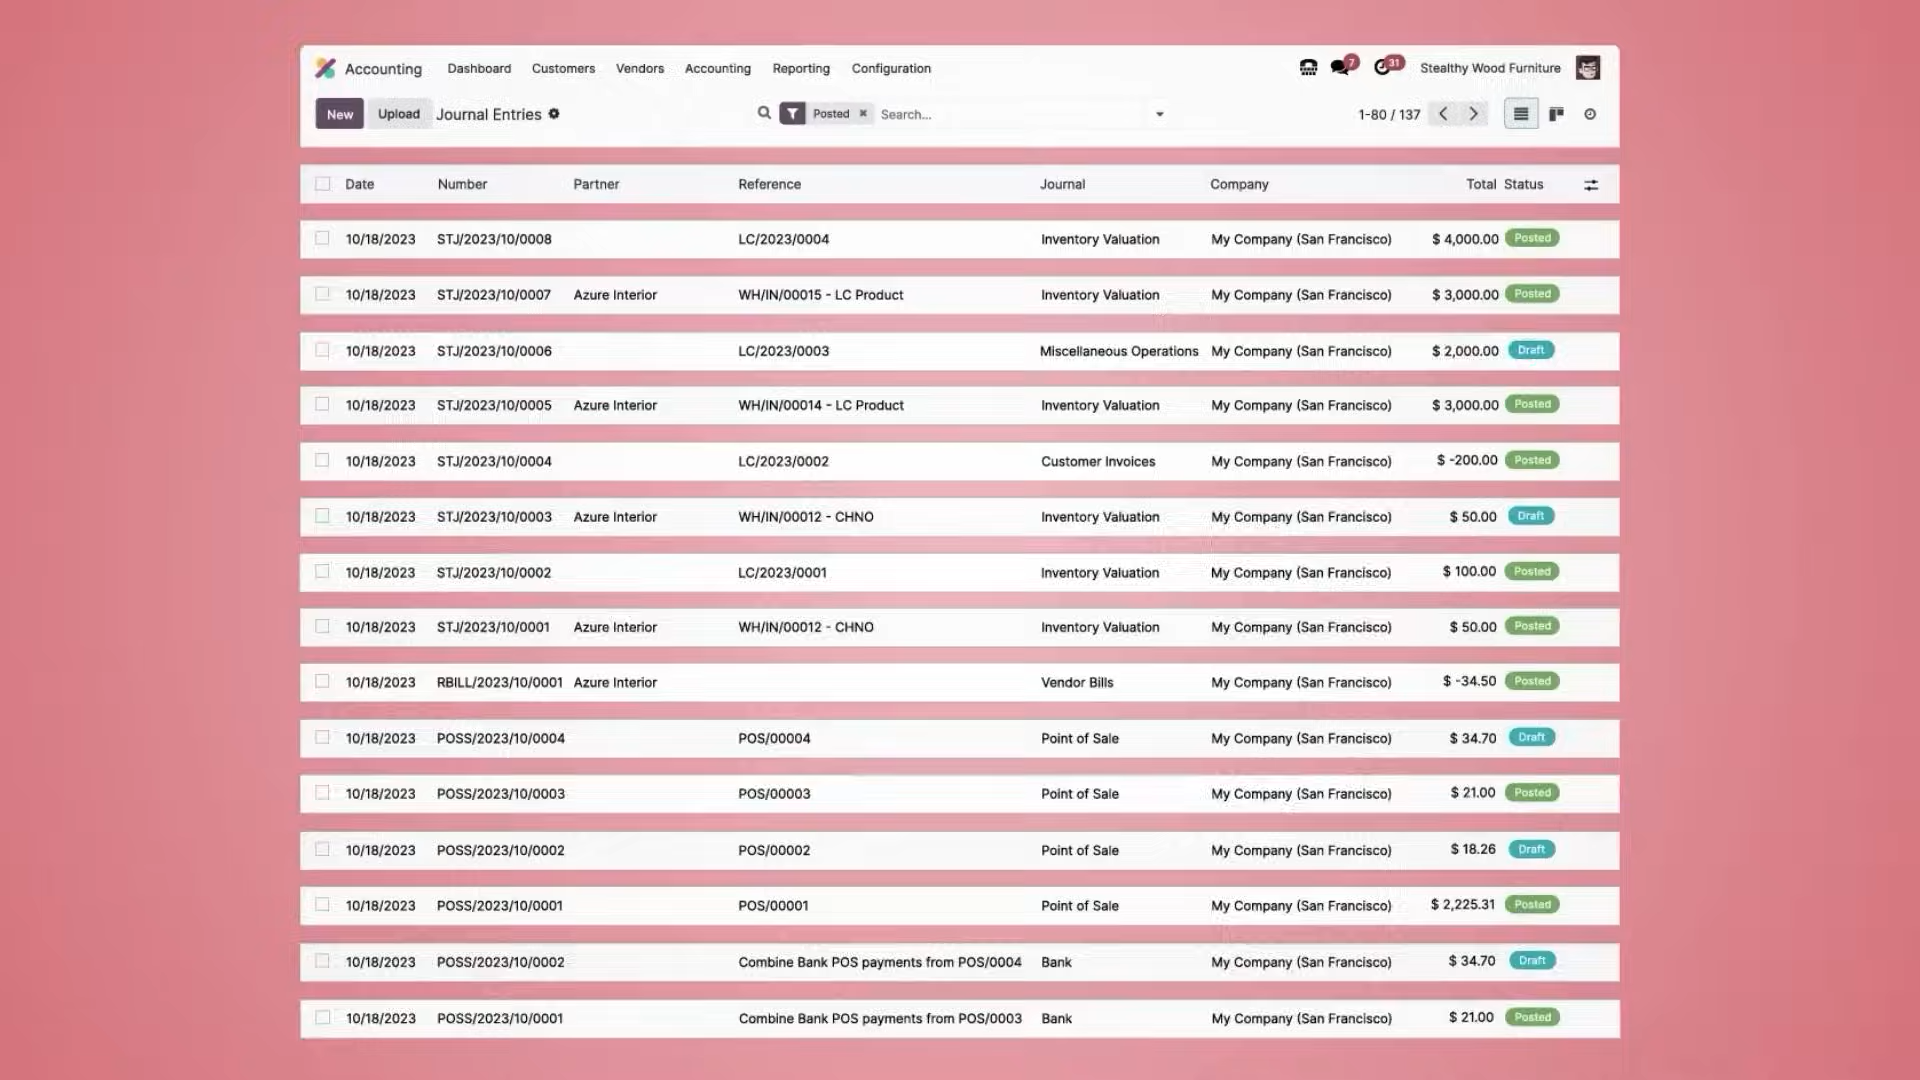 Accounting Dashboard Customers Vendors Accounting Reporting Configuration 7 31 Stealthy Wood Furniture
New Upload Journal Entries Posted Search... 1-80 / 137
Date Number Partner Reference Journal Company Total Status
10/18/2023 STJ/2023/10/0008 LC/2023/0004 Inventory Valuation My Company (San Francisco) $ 4,000.00 Posted
10/18/2023 STJ/2023/10/0007 Azure Interior WH/IN/00015 - LC Product Inventory Valuation My Company (San Francisco) $ 3,000.00 Posted
10/18/2023 STJ/2023/10/0006 LC/2023/0003 Miscellaneous Operations My Company (San Francisco) $ 2,000.00 Draft
10/18/2023 STJ/2023/10/0005 Azure Interior WH/IN/00014 - LC Product Inventory Valuation My Company (San Francisco) $ 3,000.00 Posted
10/18/2023 STJ/2023/10/0004 LC/2023/0002 Customer Invoices My Company (San Francisco) $ -200.00 Posted
10/18/2023 STJ/2023/10/0003 Azure Interior WH/IN/00012 - CHNO Inventory Valuation My Company (San Francisco) $ 50.00 Draft
10/18/2023 STJ/2023/10/0002 LC/2023/0001 Inventory Valuation My Company (San Francisco) $ 100.00 Posted
10/18/2023 STJ/2023/10/0001 Azure Interior WH/IN/00012 - CHNO Inventory Valuation My Company (San Francisco) $ 50.00 Posted
10/18/2023 RBILL/2023/10/0001 Azure Interior Vendor Bills My Company (San Francisco) $ -34.50 Posted
10/18/2023 POSS/2023/10/0004 POS/00004 Point of Sale My Company (San Francisco) $ 34.70 Draft
10/18/2023 POSS/2023/10/0003 POS/00003 Point of Sale My Company (San Francisco) $ 21.00 Posted
10/18/2023 POSS/2023/10/0002 POS/00002 Point of Sale My Company (San Francisco) $ 18.26 Draft
10/18/2023 POSS/2023/10/0001 POS/00001 Point of Sale My Company (San Francisco) $ 2,225.31 Posted
10/18/2023 POSS/2023/10/0002 Combine Bank POS payments from POS/0004 Bank My Company (San Francisco) $ 34.70 Draft
10/18/2023 POSS/2023/10/0001 Combine Bank POS payments from POS/0003 Bank My Company (San Francisco) $ 21.00 Posted